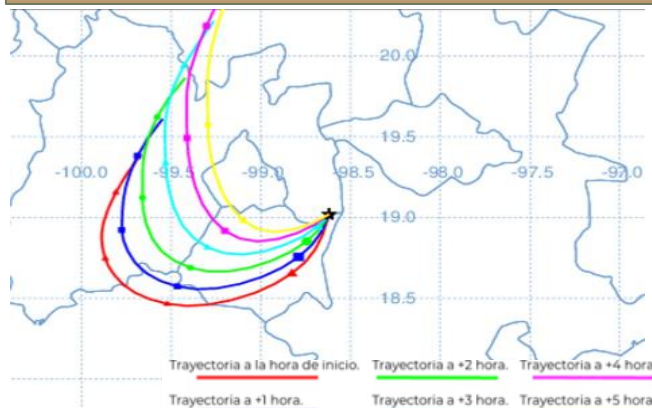 20.0
19.5
-100.0 -99.5 -99.0 -98.5 -98.0 -97.5 -92.0
19.0
18.5
Trayectoria a la hora de inicio. Trayectoria a +2 hora. Trayectoria a +4 hora
Trayectoria a +1 hora. Trayectoria a +3 hora. Trayectoria a +5 hora